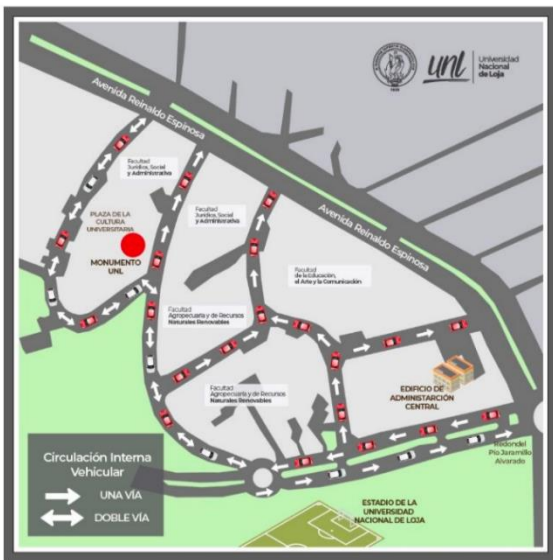 unl
Universidad
Nacional
de Loja
Avenida Reinaldo Espinosa
Facultad
Jurídica, Social
y Administrativa
PLAZA DE LA
CULTURA
UNIVERSITARIA
MONUMENTO
UNL
Facultad
Jurídica, Social
y Administrativa
Avenida Reinaldo Espinosa
Facultad
de la Educación,
el Arte y la Comunicación
Facultad
Agropecuaria y de Recursos
Naturales Renovables
Facultad
Agropecuaria y de Recursos
Naturales Renovables
EDIFICIO DE
ADMINISTARCIÓN
CENTRAL
Redondel
Pío Jaramillo
Alvarado
Circulación Interna
Vehicular
UNA VÍA
DOBLE VÍA
ESTADIO DE LA
UNIVERSIDAD
NACIONAL DE LOJA